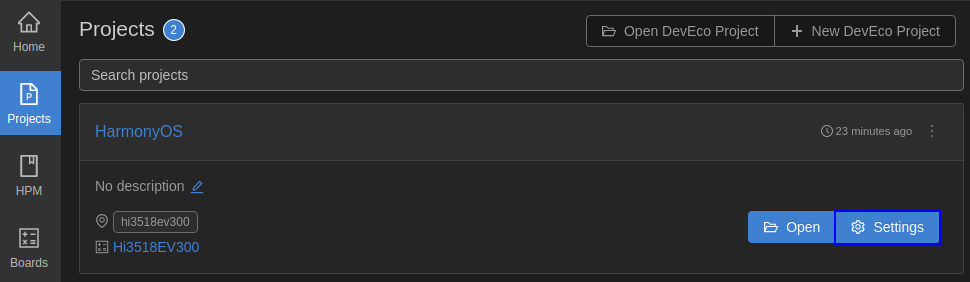 Home
Projects
HPM
Boards
Projects 2
Open DevEco Project
New DevEco Project
Search projects
HarmonyOS
23 minutes ago
No description
hi3518ev300
Hi3518EV300
Open
Settings